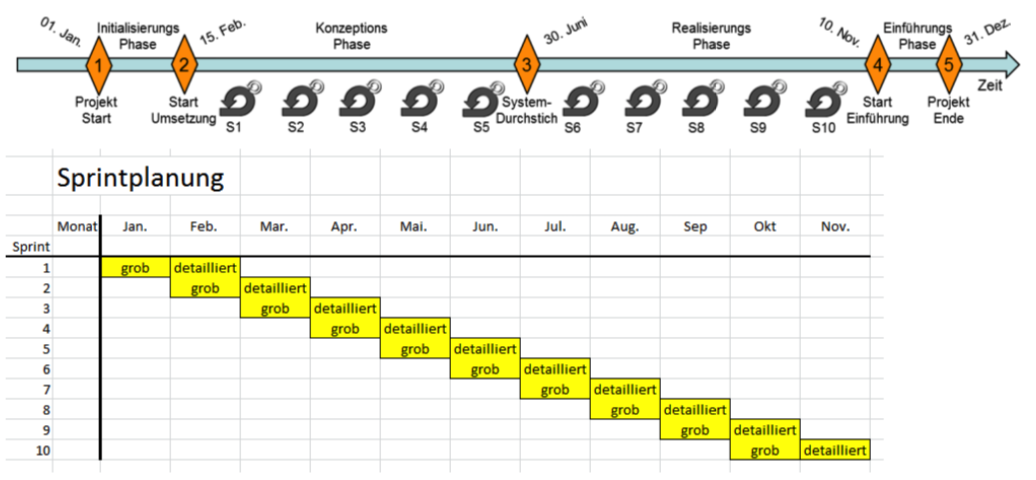 01. Jan.
Initialisierungs
Phase
15. Feb.
Konzeptions
Phase
30. Juni
Realisierungs
Phase
10. Nov.
Einführungs
Phase
31. Dez.
1 2 3 4 5
Zeit
Projekt
Start
Start
Umsetzung
S1 S2 S3 S4 S5
System-
Durchstich
S6 S7 S8 S9 S10
Start
Einführung
Projekt
Ende
Sprintplanung
Monat Jan. Feb. Mar. Apr. Mai. Jun. Jul. Aug. Sep Okt Nov.
Sprint
1 grob detailliert
2 grob detailliert
3 grob detailliert
4 grob detailliert
5 grob detailliert
6 grob detailliert
7 grob detailliert
8 grob detailliert
9 grob detailliert
10 grob detailliert